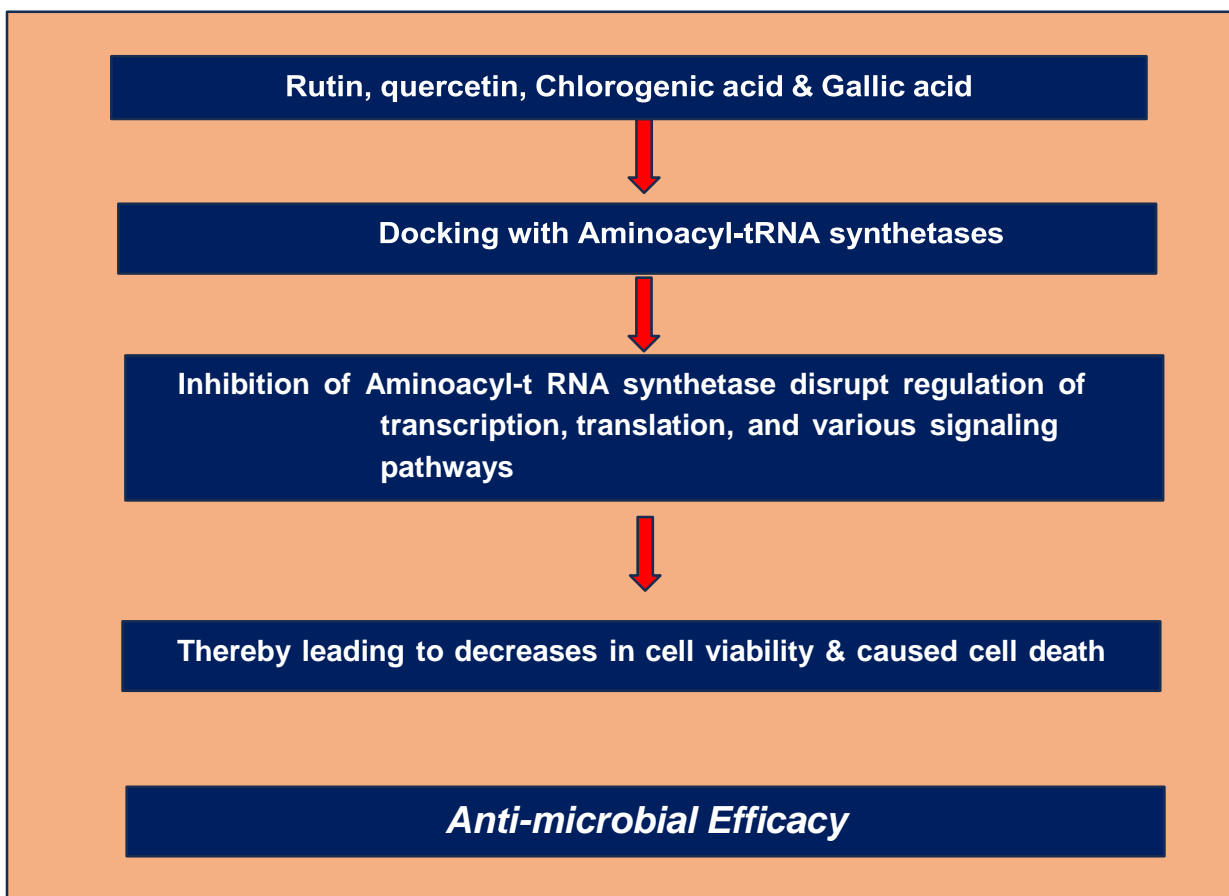 Rutin, quercetin, Chlorogenic acid & Gallic acid
Docking with Aminoacyl-tRNA synthetases
Inhibition of Aminoacyl-t RNA synthetase disrupt regulation of
transcription, translation, and various signaling
pathways
Thereby leading to decreases in cell viability & caused cell death
Anti-microbial Efficacy